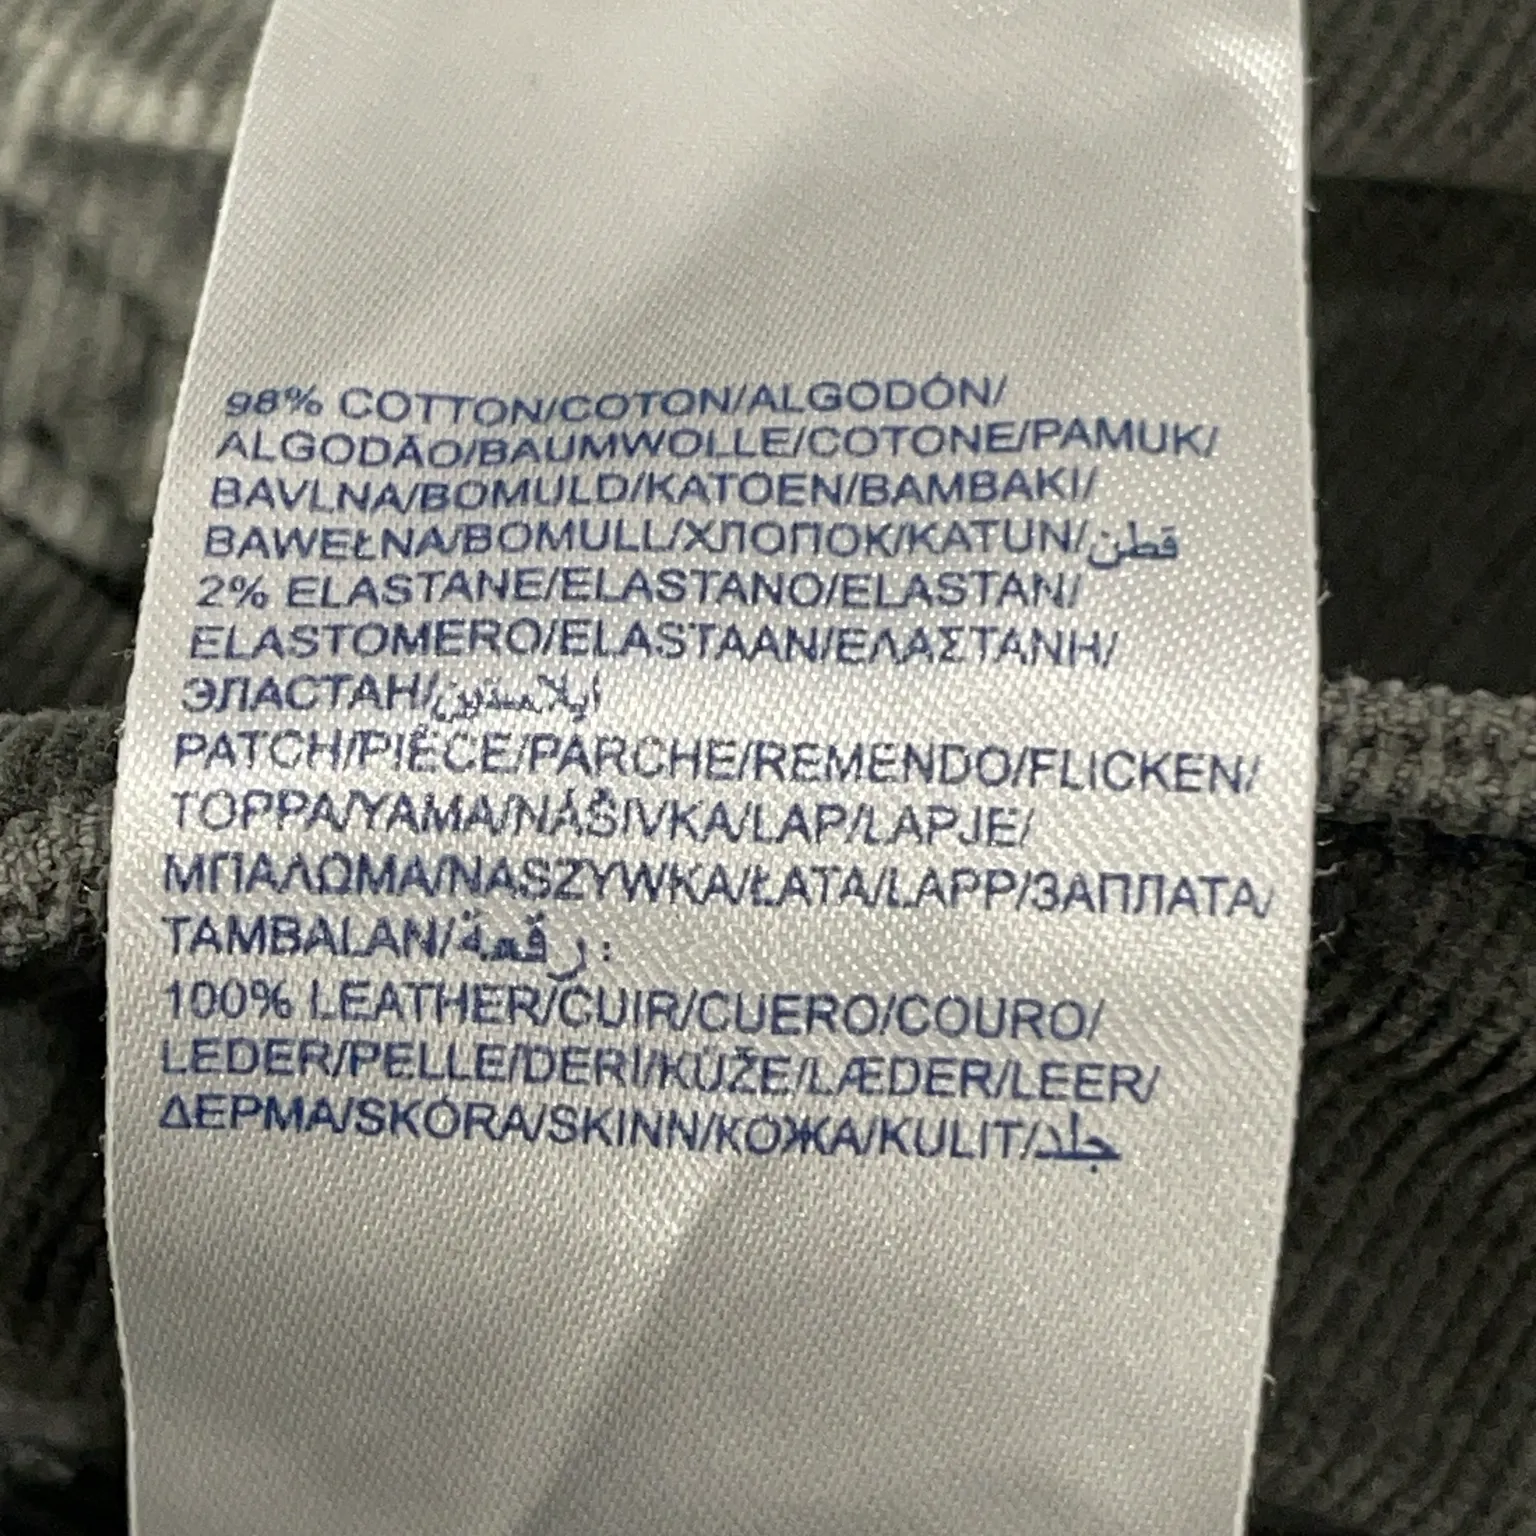 98% COTTON/COTON/ALGODÓN/
ALGODÃO/BAUMWOLLE/COTONE/PAMUK/
BAVLNA/BOMULD/KATOEN/BAMBAKI/
BAWEŁNA/BOMULL/ХЛОПОК/KATUN/قطن
2% ELASTANE/ELASTANO/ELASTAN/
ELASTOMERO/ELASTAAN/ΕΛΑΣΤΑΝΗ/
ЭЛАСТАН/ايلاستين
PATCH/PIÈCE/PARCHE/REMENDO/FLICKEN/
TOPPA/YAMA/NÁŠIVKA/LAP/LAPJE/
ΜΠΑΛΩΜΑ/NASZYWKA/ŁATA/LAPP/ЗАПЛАТА/
TAMBALAN/رقعة:
100% LEATHER/CUIR/CUERO/COURO/
LEDER/PELLE/DERI/KŮŽE/LÆDER/LEER/
ΔΕΡΜΑ/SKÓRA/SKINN/КОЖА/KULIT/جلد